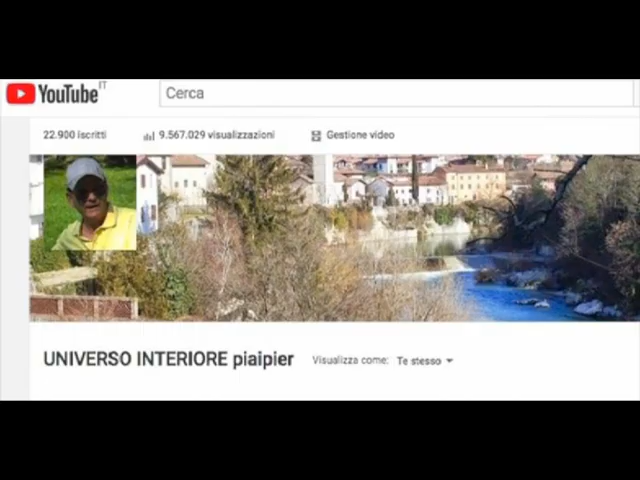 YouTube IT
Cerca
22.900 iscritti 9.567.029 visualizzazioni Gestione video
UNIVERSO INTERIORE piaipier Visualizza come: Te stesso